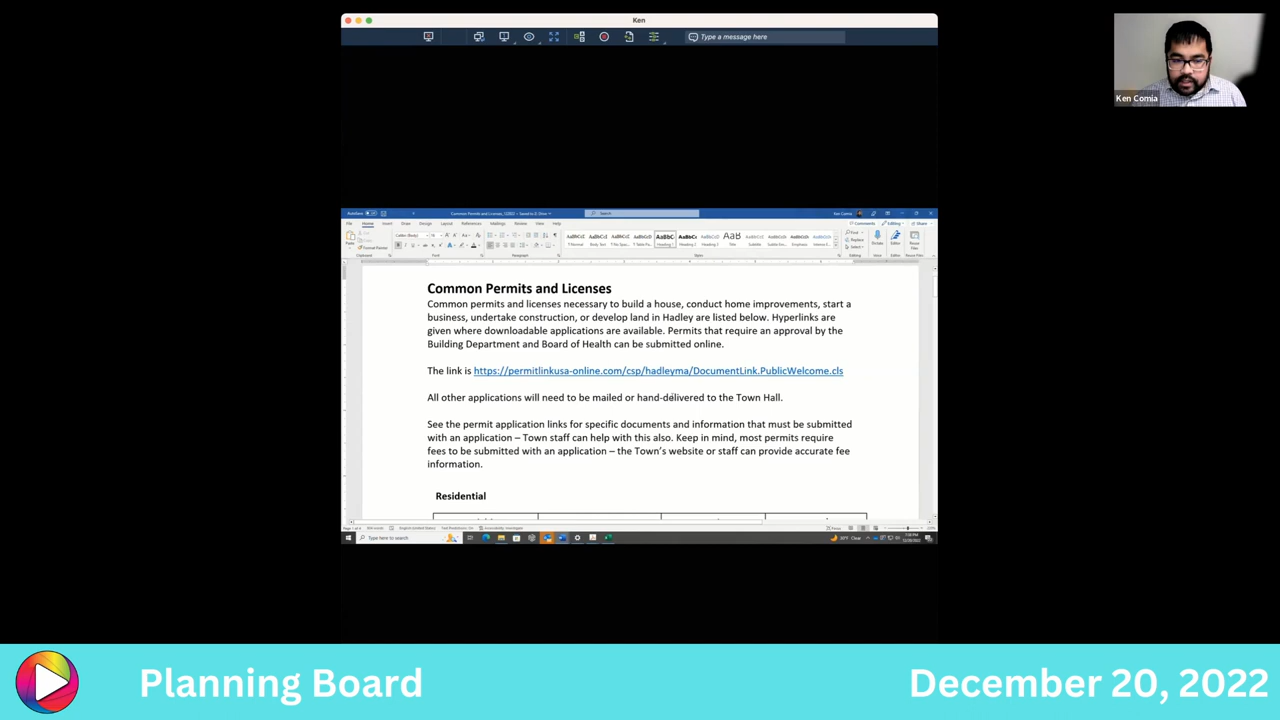 Ken
Type a message here
Ken Comia
Search
Common Permits and Licenses
Common permits and licenses necessary to build a house, conduct home improvements, start a
business, undertake construction, or develop land in Hadley are listed below. Hyperlinks are
given where downloadable applications are available. Permits that require an approval by the
Building Department and Board of Health can be submitted online.
The link is https://permitlinkusa-online.com/csp/hadleyma/DocumentLink.PublicWelcome.cls
All other applications will need to be mailed or hand-delivered to the Town Hall.
See the permit application links for specific documents and information that must be submitted
with an application – Town staff can help with this also. Keep in mind, most permits require
fees to be submitted with an application – the Town's website or staff can provide accurate fee
information.
Residential
Type here to search
Planning Board
December 20, 2022